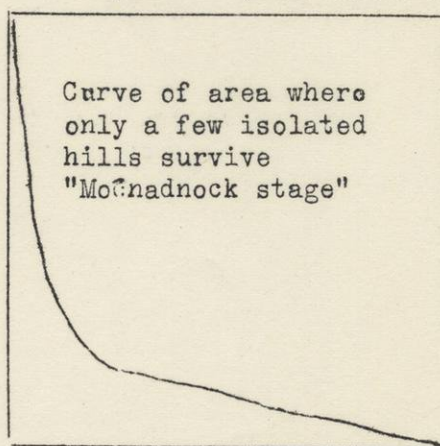 Curve of area where
only a few isolated
hills survive
"Monadnock stage"